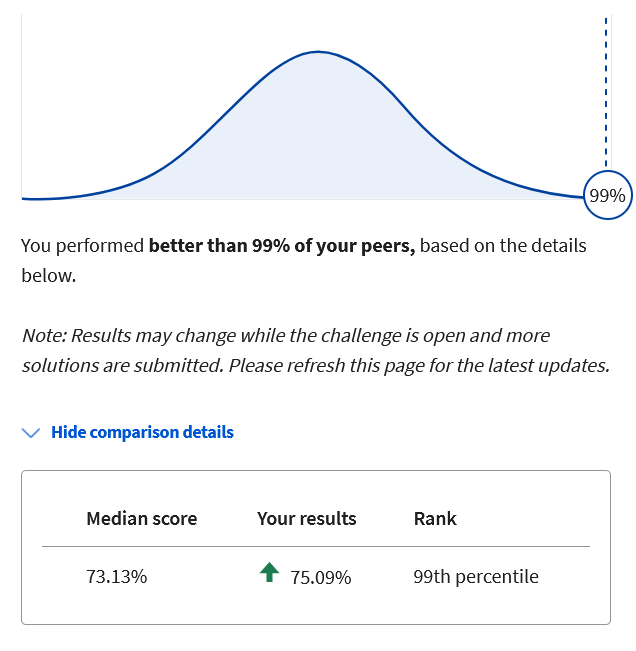 99%
You performed better than 99% of your peers, based on the details
below.
Note: Results may change while the challenge is open and more
solutions are submitted. Please refresh this page for the latest updates.
Hide comparison details
Median score Your results Rank
73.13% 75.09% 99th percentile